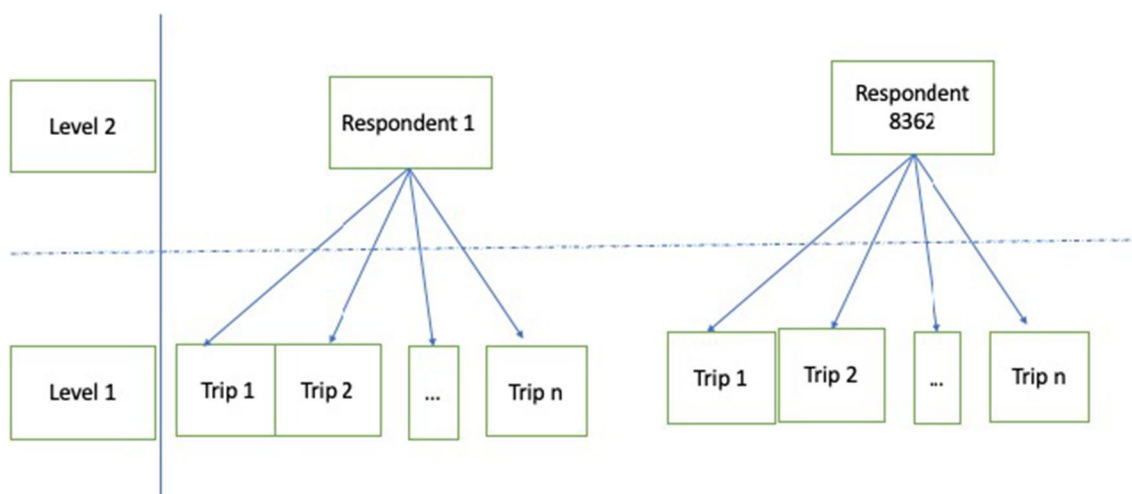 Level 2
Respondent 1
Respondent
8362
Level 1
Trip 1
Trip 2
...
Trip n
Trip 1
Trip 2
...
Trip n